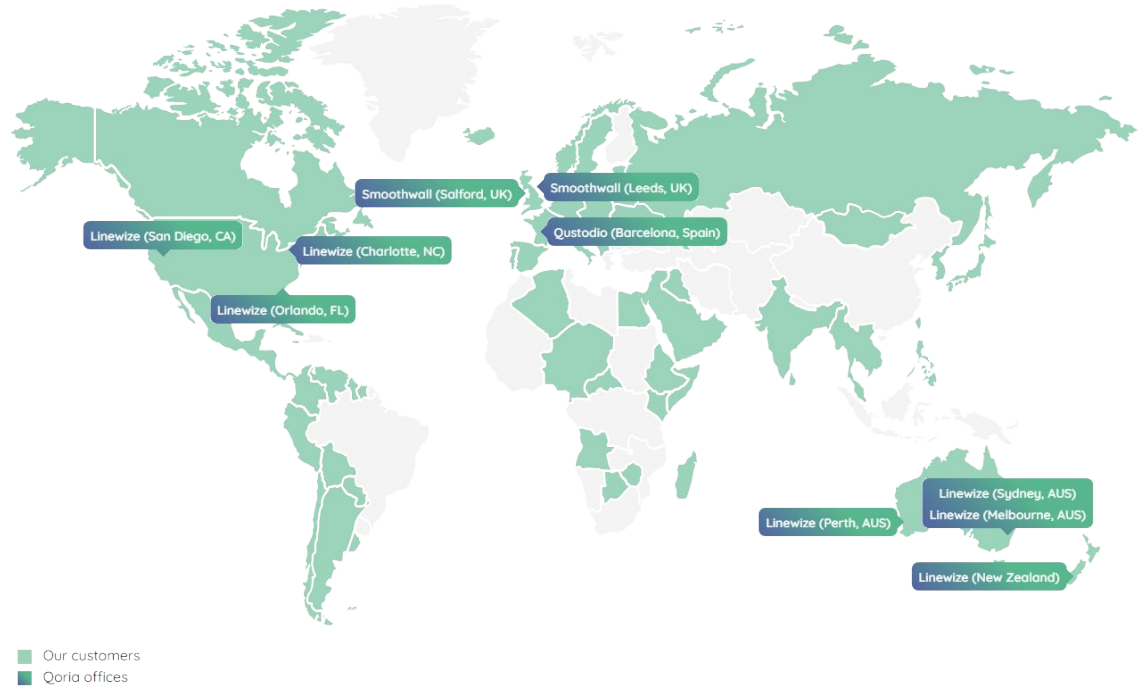 Smoothwall (Salford, UK)
Smoothwall (Leeds, UK)
Linewize (San Diego, CA)
Qustodio (Barcelona, Spain)
Linewize (Charlotte, NC)
Linewize (Orlando, FL)
Linewize (Sydney, AUS)
Linewize (Melbourne, AUS)
Linewize (Perth, AUS)
Linewize (New Zealand)
Our customers
Qoria offices